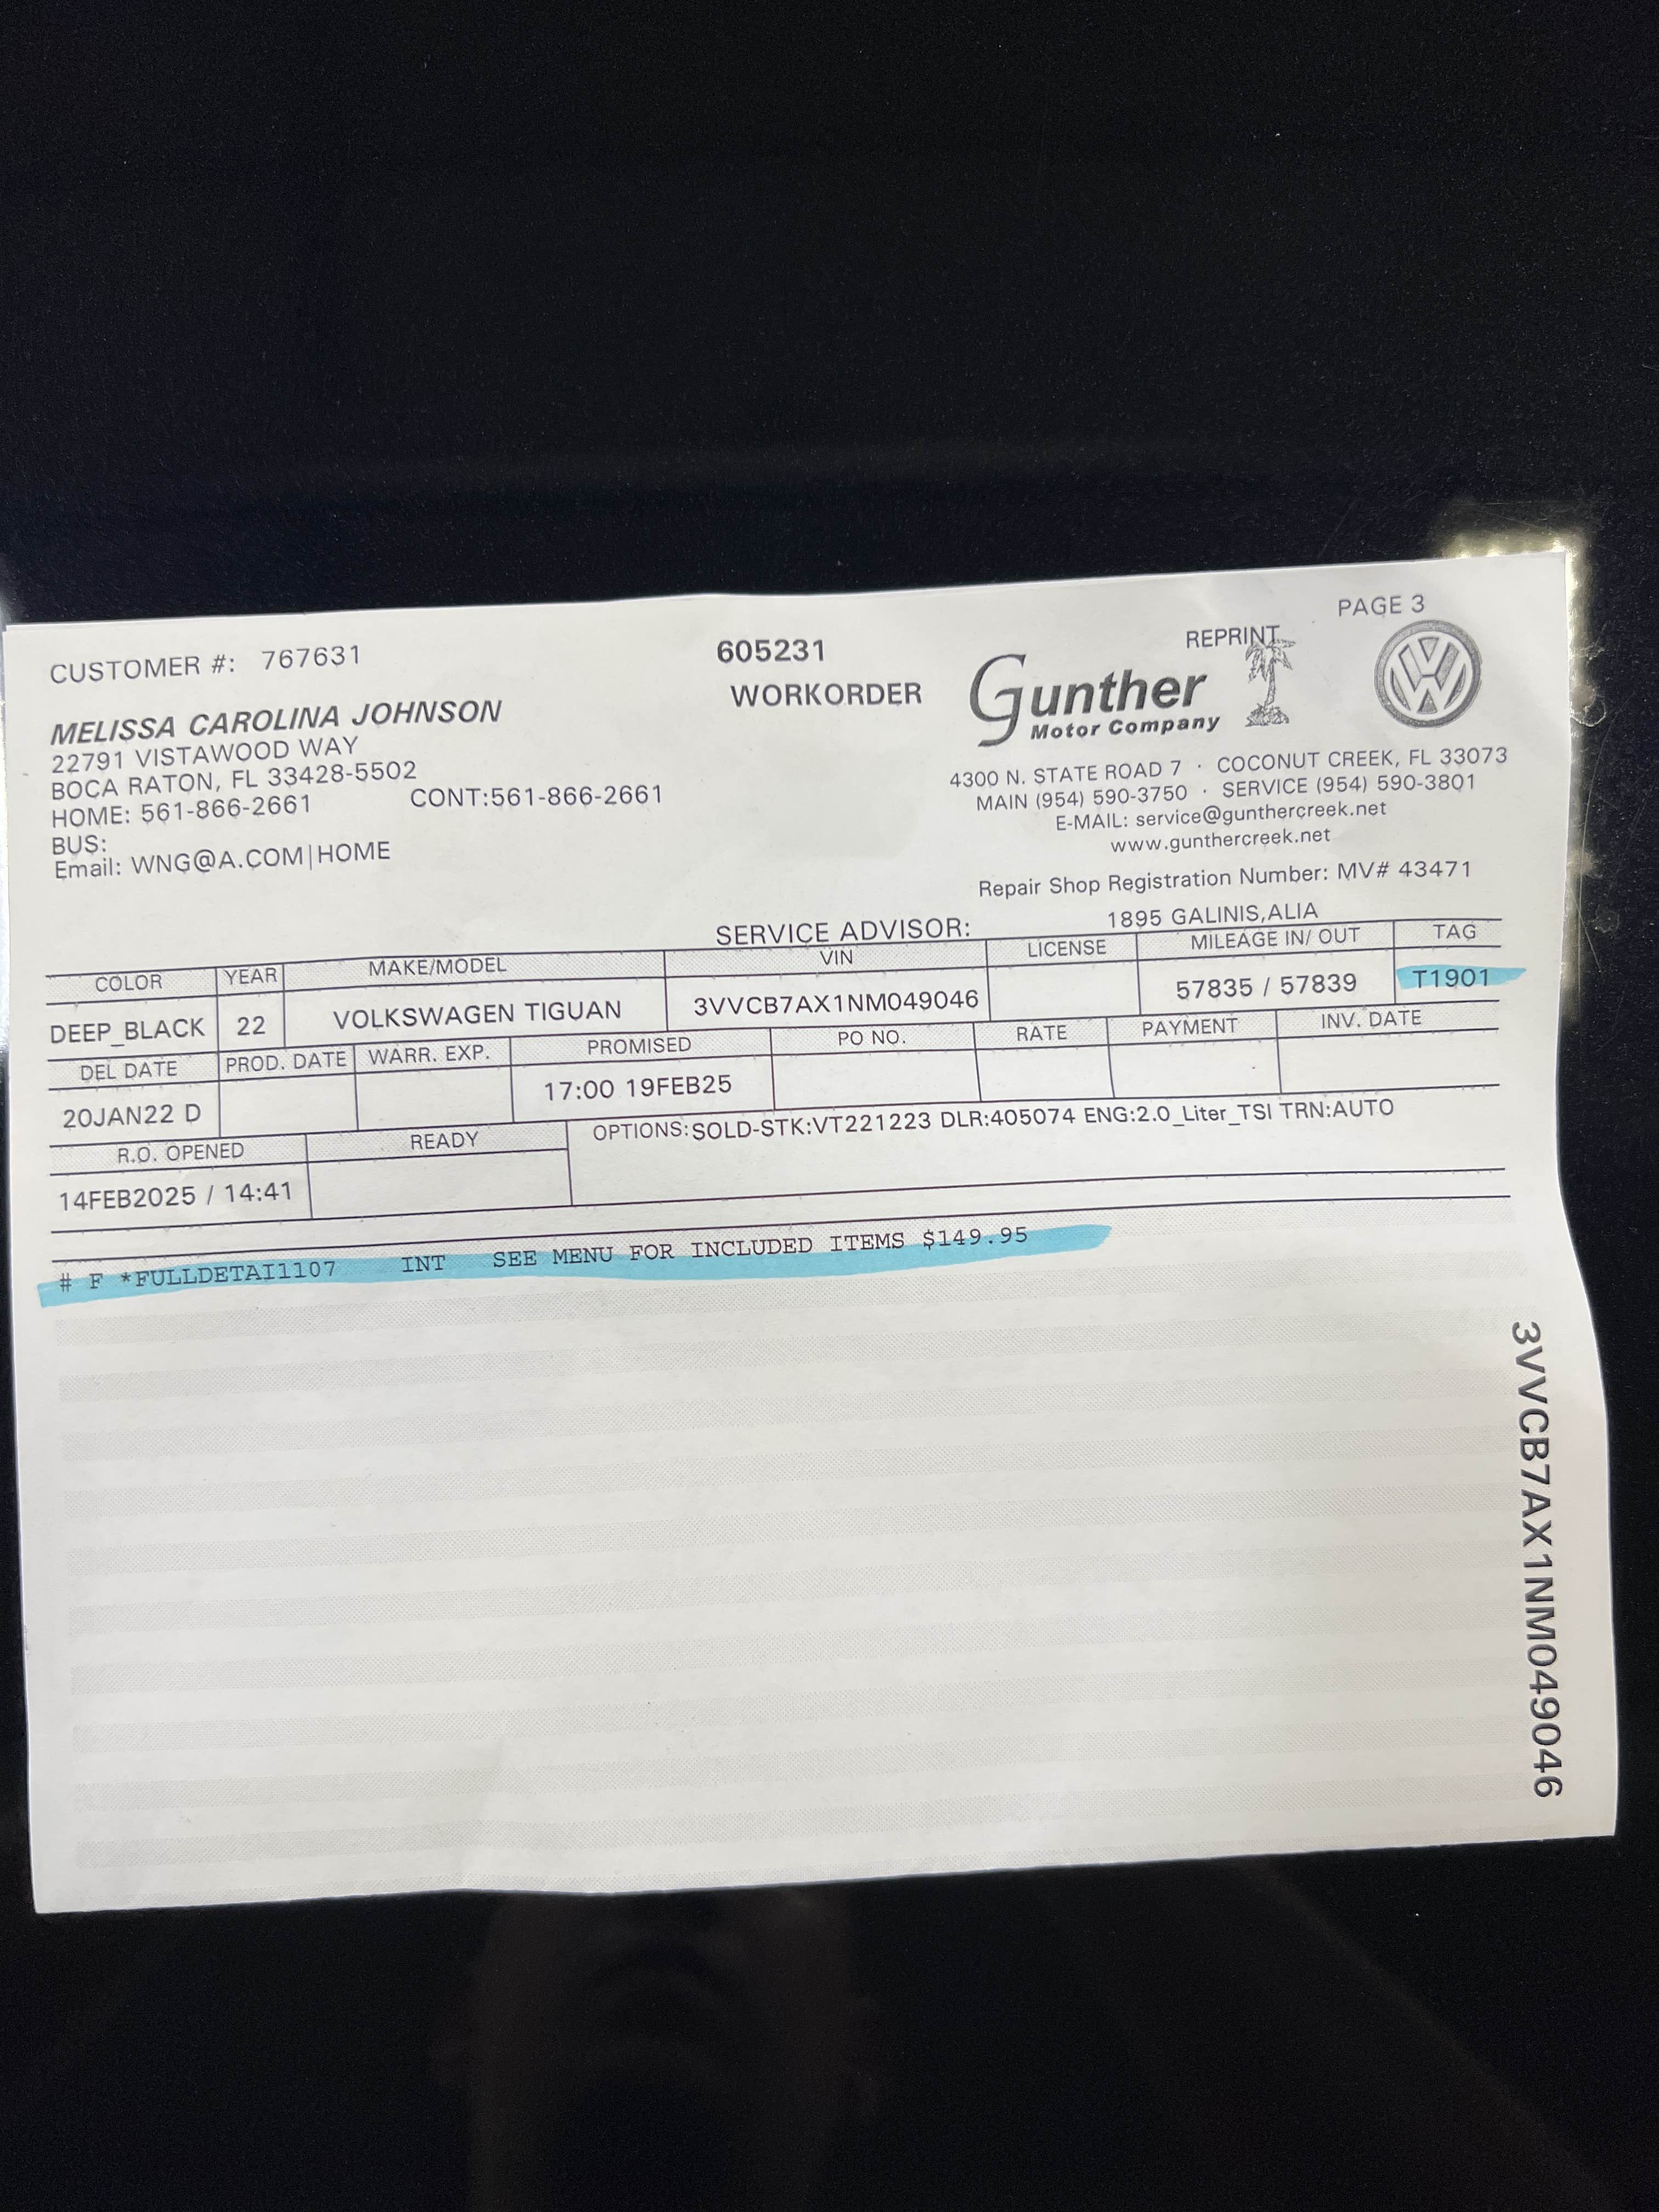 PAGE 3
CUSTOMER #: 767631
605231
REPRINT
WORKORDER
Gunther
Motor Company
MELISSA CAROLINA JOHNSON
22791 VISTAWOOD WAY
BOCA RATON, FL 33428-5502
HOME: 561-866-2661 CONT:561-866-2661
BUS:
Email: WNG@A.COM|HOME
4300 N. STATE ROAD 7 · COCONUT CREEK, FL 33073
MAIN (954) 590-3750 · SERVICE (954) 590-3801
E-MAIL: service@gunthercreek.net
www.gunthercreek.net
Repair Shop Registration Number: MV# 43471
SERVICE ADVISOR: 1895 GALINIS,ALIA
COLOR YEAR MAKE/MODEL VIN LICENSE MILEAGE IN/ OUT TAG
DEEP_BLACK 22 VOLKSWAGEN TIGUAN 3VVCB7AX1NM049046 57835 / 57839 T1901
DEL DATE PROD. DATE WARR. EXP. PROMISED PO NO. RATE PAYMENT INV. DATE
20JAN22 D 17:00 19FEB25
R.O. OPENED READY OPTIONS:SOLD-STK:VT221223 DLR:405074 ENG:2.0_Liter_TSI TRN:AUTO
14FEB2025 / 14:41
# F *FULLDETAI1107 INT SEE MENU FOR INCLUDED ITEMS $149.95
3VVCB7AX1NM049046